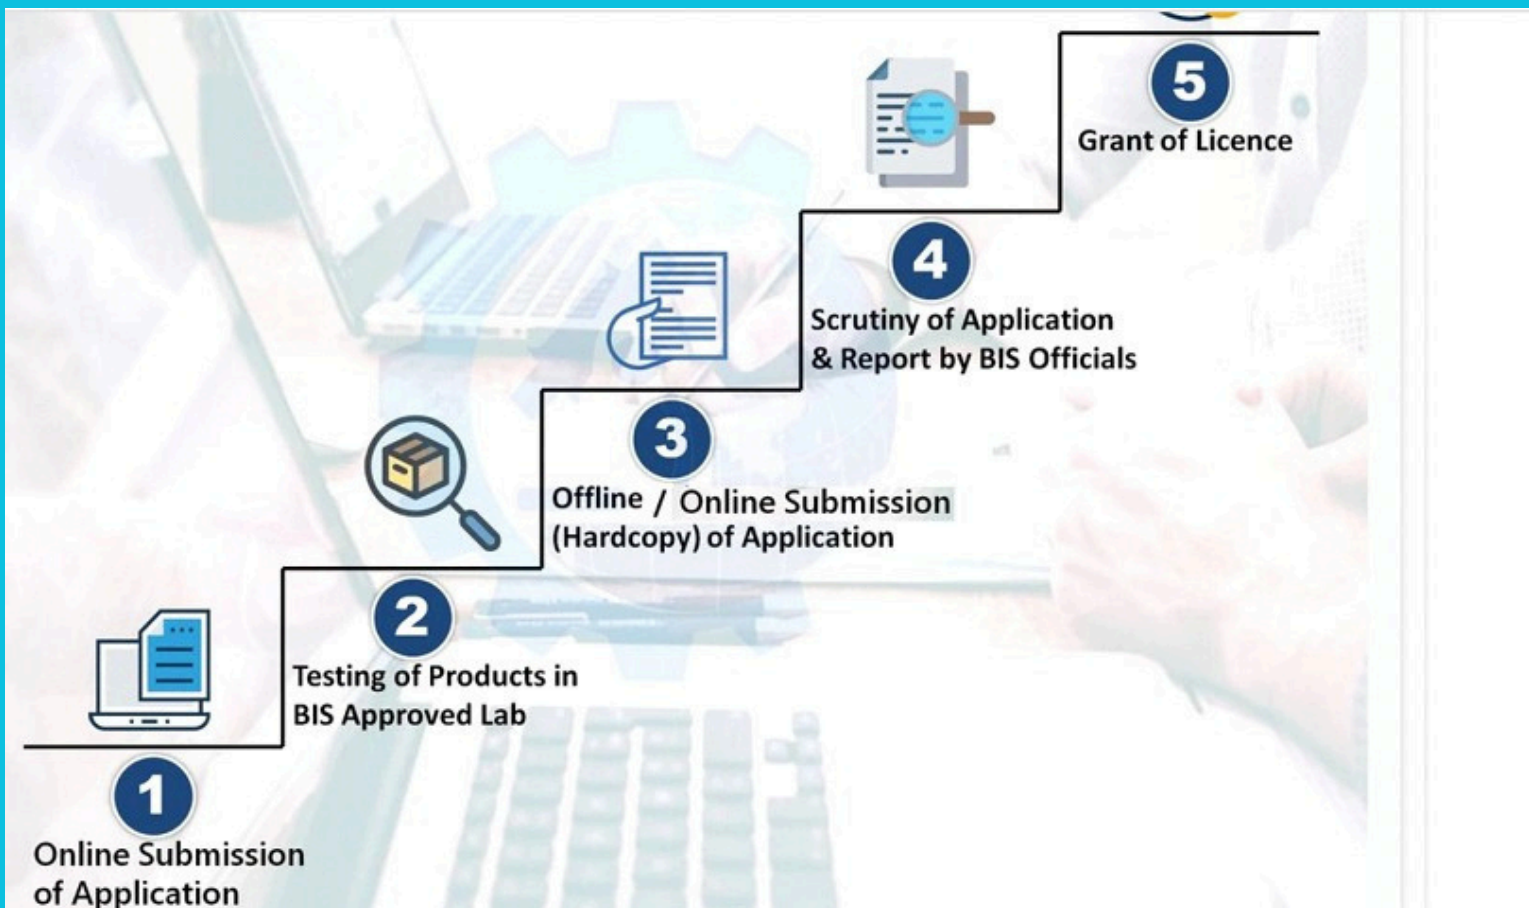 5
Grant of Licence
4
Scrutiny of Application
& Report by BIS Officials
3
Offline / Online Submission
(Hardcopy) of Application
2
Testing of Products in
BIS Approved Lab
1
Online Submission
of Application